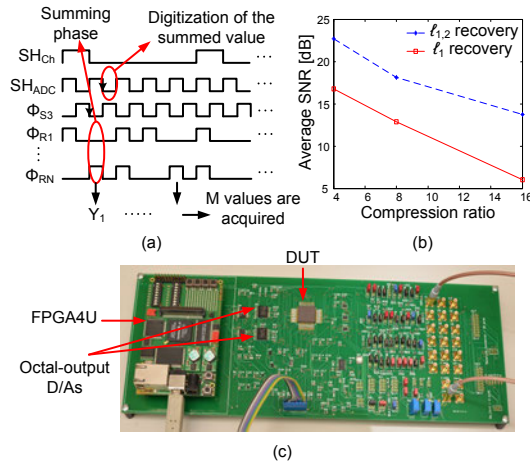 Summing
phase
Digitization of the
summed value
SH_Ch
SH_ADC
Φ_S3
Φ_R1
⋮
Φ_RN
...
...
...
...
...
Y_1 ..... M values are
acquired
(a)
Average SNR [dB]
25
20
15
10
5
4 6 8 10 12 14 16
Compression ratio
ℓ_1,2 recovery
ℓ_1 recovery
(b)
DUT
FPGA4U
Octal-output
D/As
(c)